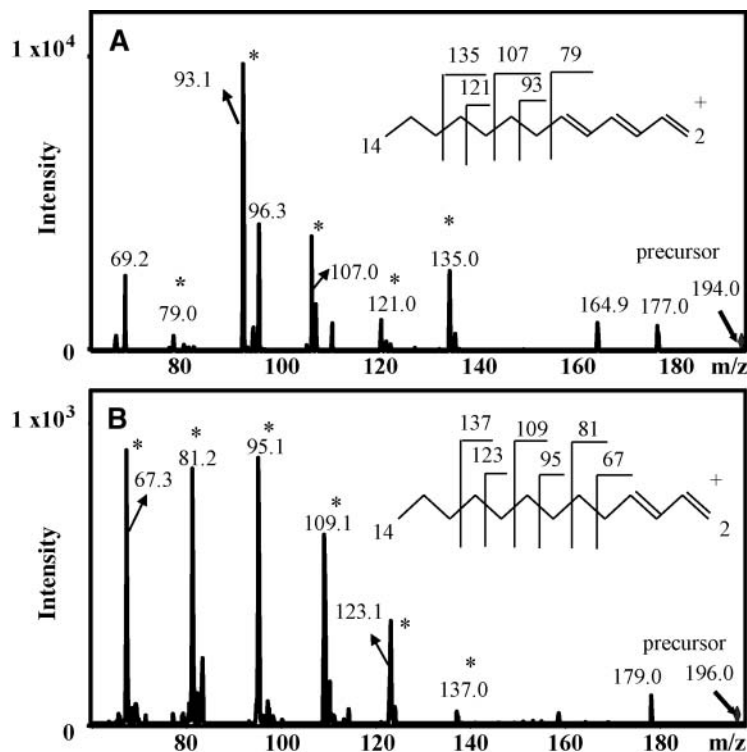 1 x10⁴
A
*
93.1
135 107 79
121 93
+
14 2
Intensity
96.3
69.2
*
79.0
*
107.0
*
121.0
*
135.0
precursor
164.9 177.0 194.0
0
80 100 120 140 160 180 m/z
1 x10³
B
*
67.3
*
81.2
*
95.1
137 109 81
123 95 67
+
14 2
Intensity
*
109.1
123.1
*
*
137.0
precursor
179.0 196.0
0
80 100 120 140 160 180 m/z